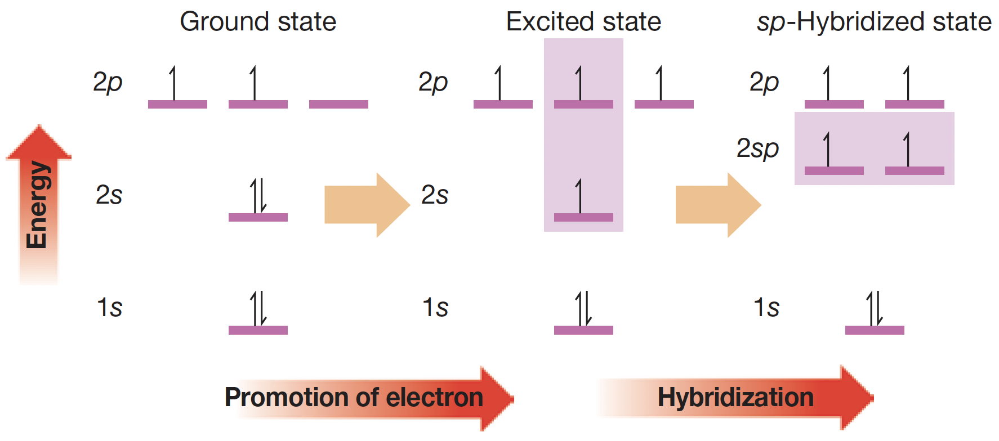 Ground state
Excited state
sp-Hybridized state
2p
2p
2p
2sp
2s
2s
1s
1s
1s
Energy
Promotion of electron
Hybridization